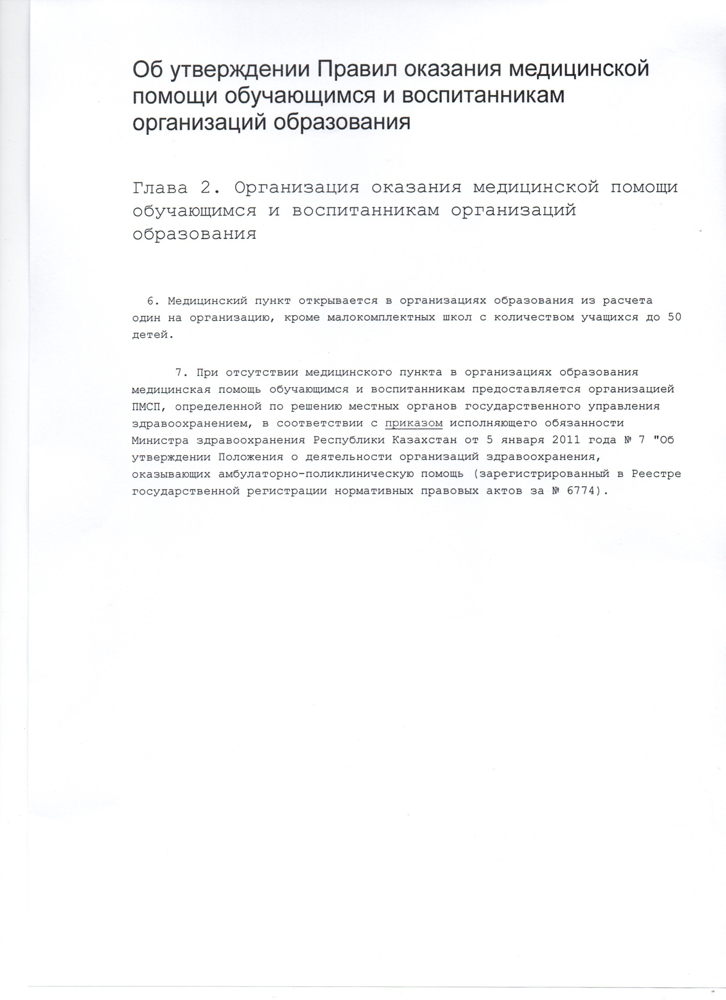 Об утверждении Правил оказания медицинской
помощи обучающимся и воспитанникам
организаций образования
Глава 2. Организация оказания медицинской помощи
обучающимся и воспитанникам организаций
образования
6. Медицинский пункт открывается в организациях образования из расчета
один на организацию, кроме малокомплектных школ с количеством учащихся до 50
детей.
7. При отсутствии медицинского пункта в организациях образования
медицинская помощь обучающимся и воспитанникам предоставляется организацией
ПМСП, определенной по решению местных органов государственного управления
здравоохранением, в соответствии с приказом исполняющего обязанности
Министра здравоохранения Республики Казахстан от 5 января 2011 года № 7 "Об
утверждении Положения о деятельности организаций здравоохранения,
оказывающих амбулаторно-поликлиническую помощь (зарегистрированный в Реестре
государственной регистрации нормативных правовых актов за № 6774).